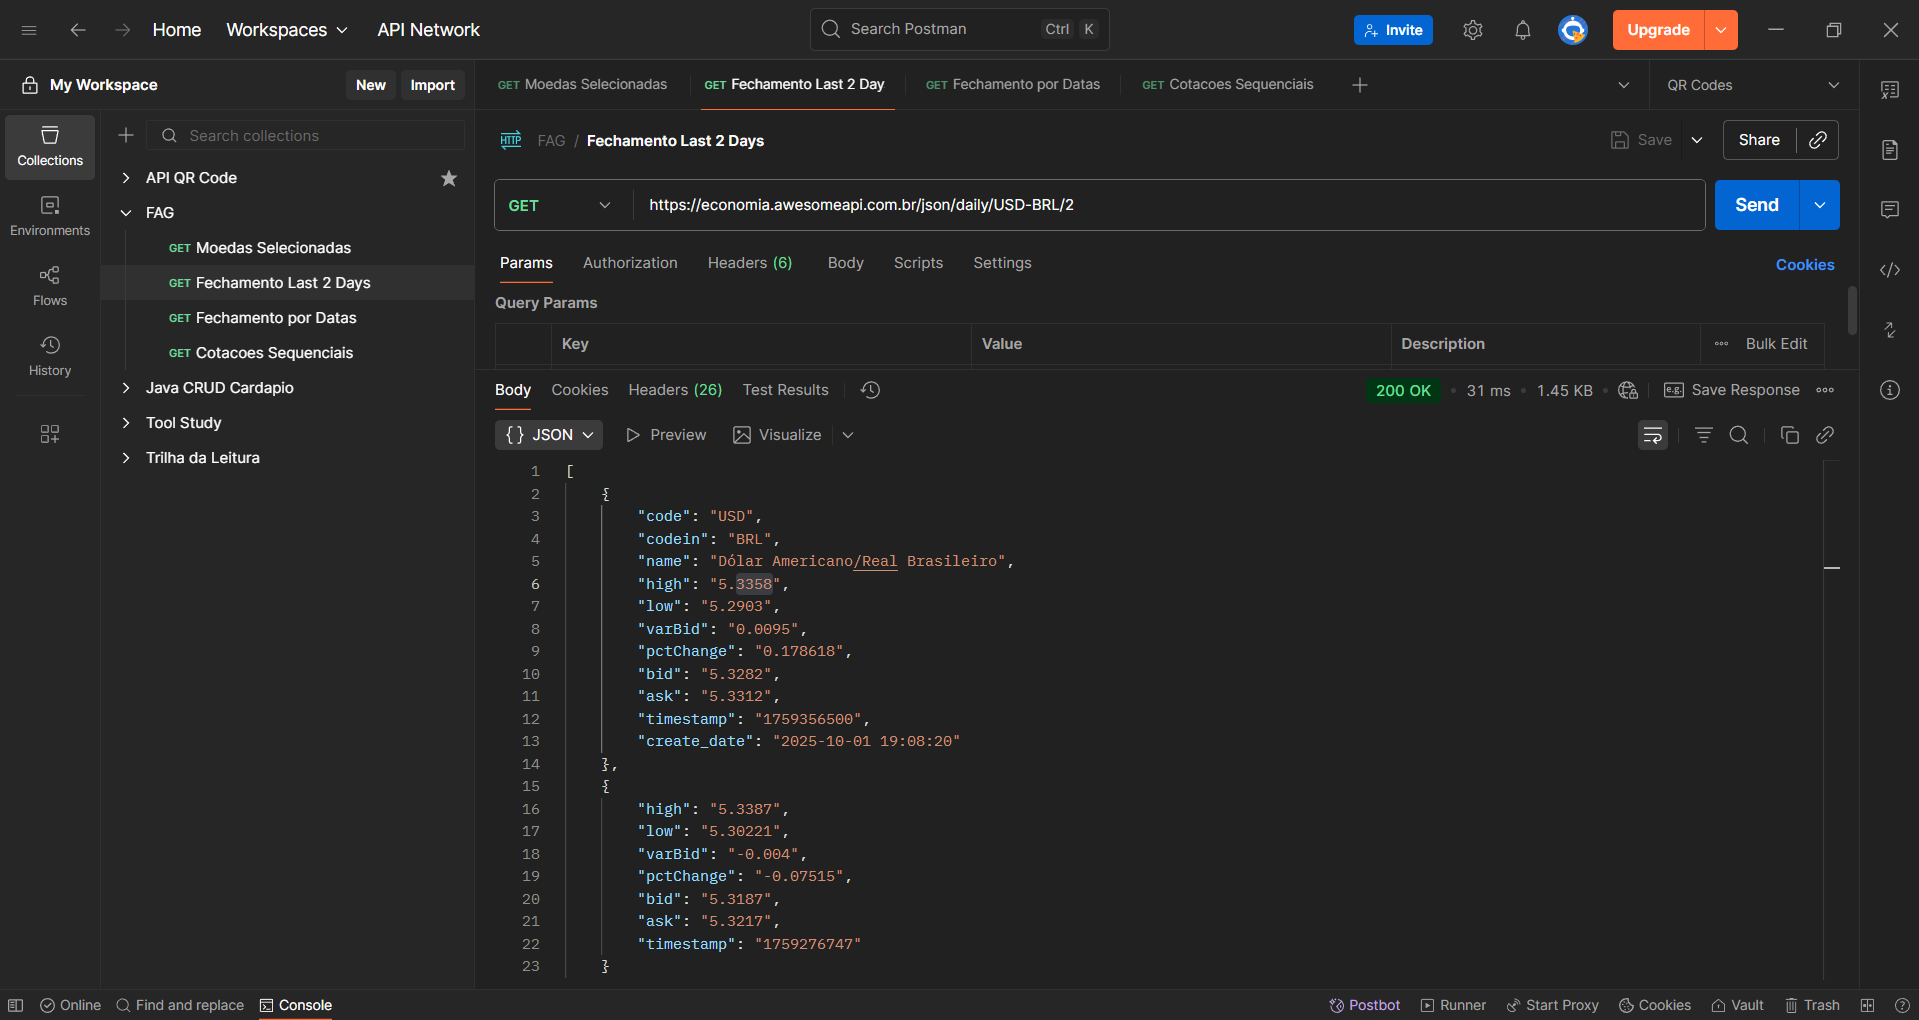 Home Workspaces API Network Search Postman Ctrl K Invite Upgrade
My Workspace New Import GET Moedas Selecionadas GET Fechamento Last 2 Day GET Fechamento por Datas GET Cotacoes Sequenciais QR Codes
Collections
Environments
Flows
History
Search collections
API QR Code
FAG
GET Moedas Selecionadas
GET Fechamento Last 2 Days
GET Fechamento por Datas
GET Cotacoes Sequenciais
Java CRUD Cardapio
Tool Study
Trilha da Leitura
HTTP FAG / Fechamento Last 2 Days Save Share
GET https://economia.awesomeapi.com.br/json/daily/USD-BRL/2 Send
Params Authorization Headers (6) Body Scripts Settings Cookies
Query Params
Key Value Description Bulk Edit
Body Cookies Headers (26) Test Results 200 OK 31 ms 1.45 KB e.g. Save Response
{} JSON Preview Visualize
1 [
2 {
3 "code": "USD",
4 "codein": "BRL",
5 "name": "Dólar Americano/Real Brasileiro",
6 "high": "5.3358",
7 "low": "5.2903",
8 "varBid": "0.0095",
9 "pctChange": "0.178618",
10 "bid": "5.3282",
11 "ask": "5.3312",
12 "timestamp": "1759356500",
13 "create_date": "2025-10-01 19:08:20"
14 },
15 {
16 "high": "5.3387",
17 "low": "5.30221",
18 "varBid": "-0.004",
19 "pctChange": "-0.07515",
20 "bid": "5.3187",
21 "ask": "5.3217",
22 "timestamp": "1759276747"
23 }
Online Find and replace Console Postbot Runner Start Proxy Cookies Vault Trash